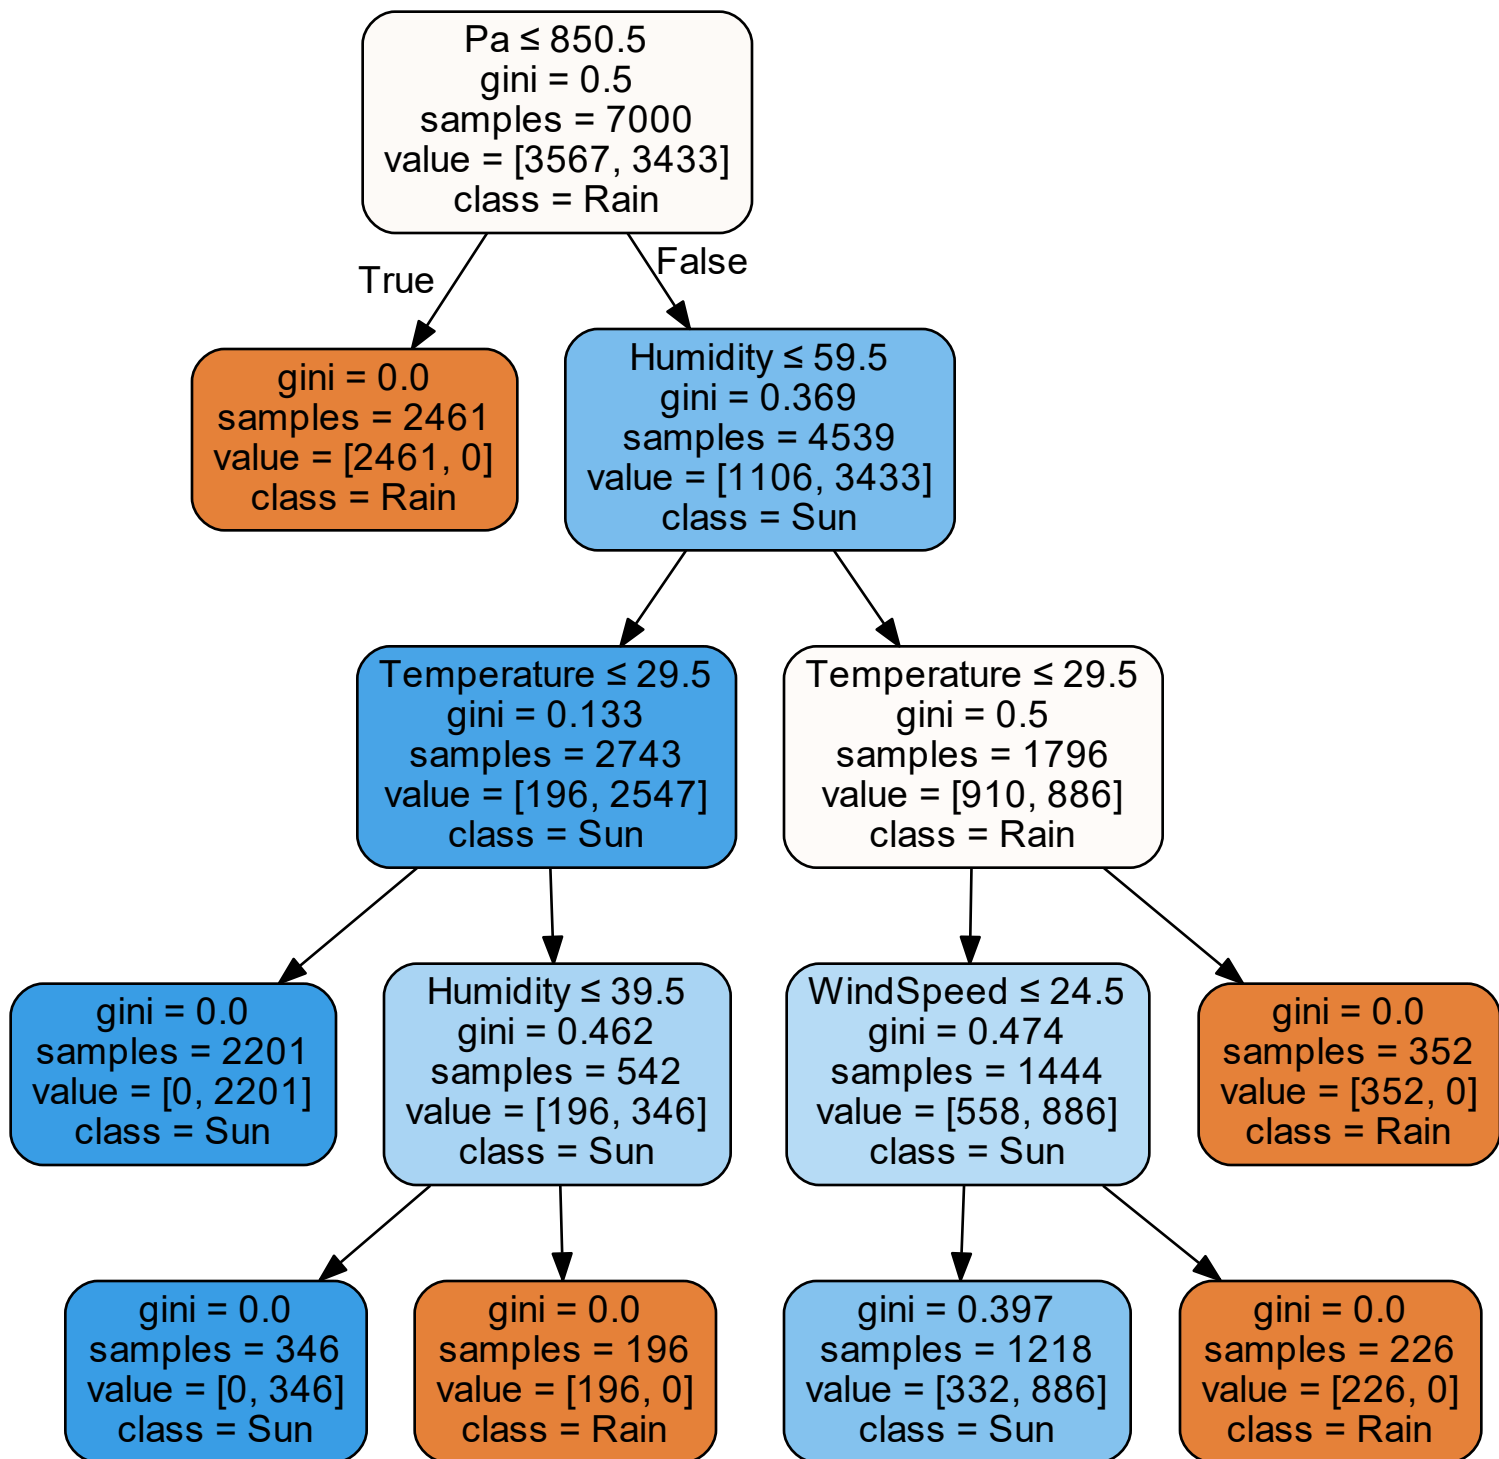 Pa ≤ 850.5
gini = 0.5
samples = 7000
value = [3567, 3433]
class = Rain
True
False
gini = 0.0
samples = 2461
value = [2461, 0]
class = Rain
Humidity ≤ 59.5
gini = 0.369
samples = 4539
value = [1106, 3433]
class = Sun
Temperature ≤ 29.5
gini = 0.133
samples = 2743
value = [196, 2547]
class = Sun
Temperature ≤ 29.5
gini = 0.5
samples = 1796
value = [910, 886]
class = Rain
gini = 0.0
samples = 2201
value = [0, 2201]
class = Sun
Humidity ≤ 39.5
gini = 0.462
samples = 542
value = [196, 346]
class = Sun
WindSpeed ≤ 24.5
gini = 0.474
samples = 1444
value = [558, 886]
class = Sun
gini = 0.0
samples = 352
value = [352, 0]
class = Rain
gini = 0.0
samples = 346
value = [0, 346]
class = Sun
gini = 0.0
samples = 196
value = [196, 0]
class = Rain
gini = 0.397
samples = 1218
value = [332, 886]
class = Sun
gini = 0.0
samples = 226
value = [226, 0]
class = Rain